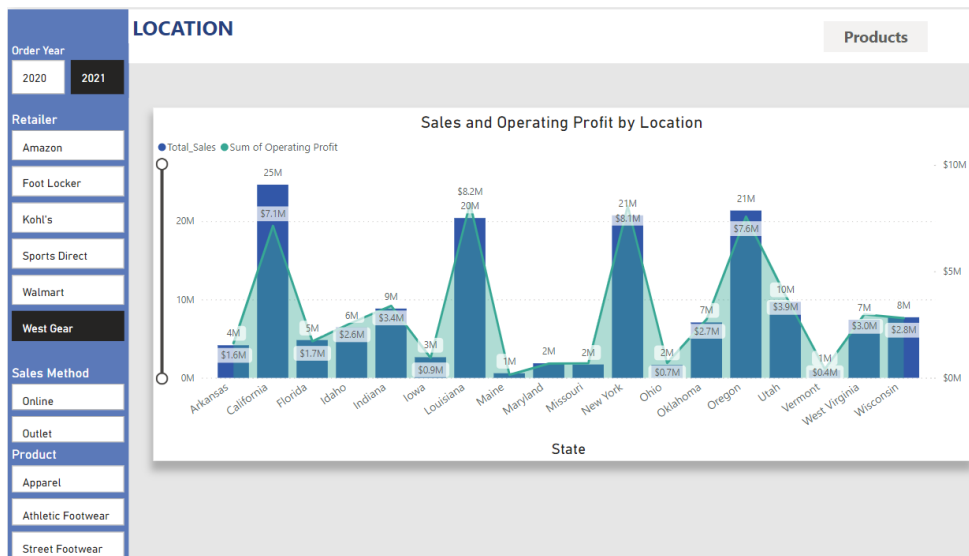 LOCATION
Products
Order Year
2020
2021
Retailer
Amazon
Foot Locker
Kohl's
Sports Direct
Walmart
West Gear
Sales Method
Online
Outlet
Product
Apparel
Athletic Footwear
Street Footwear
Sales and Operating Profit by Location
Total_Sales
Sum of Operating Profit
20M
10M
0M
$10M
$5M
$0M
4M
$1.6M
25M
$7.1M
5M
$1.7M
6M
$2.6M
9M
$3.4M
3M
$0.9M
$8.2M
20M
1M
2M
2M
21M
$8.1M
2M
$0.7M
7M
$2.7M
21M
$7.6M
10M
$3.9M
1M
$0.4M
7M
$3.0M
8M
$2.8M
Arkansas
California
Florida
Idaho
Indiana
Iowa
Louisiana
Maine
Maryland
Missouri
New York
Ohio
Oklahoma
Oregon
Utah
Vermont
West Virginia
Wisconsin
State